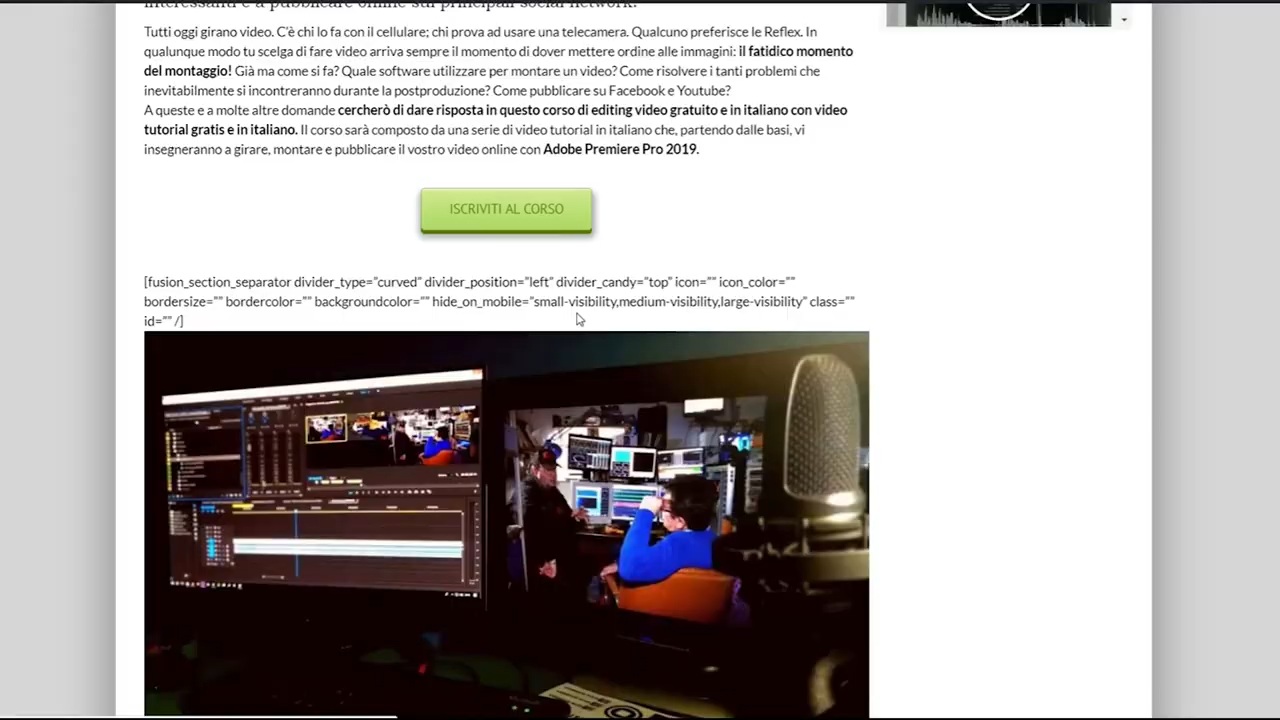 interessanti e a pubblicare online sui principali social network.
Tutti oggi girano video. C'è chi lo fa con il cellulare; chi prova ad usare una telecamera. Qualcuno preferisce le Reflex. In
qualunque modo tu scelga di fare video arriva sempre il momento di dover mettere ordine alle immagini: il fatidico momento
del montaggio! Già ma come si fa? Quale software utilizzare per montare un video? Come risolvere i tanti problemi che
inevitabilmente si incontreranno durante la postproduzione? Come pubblicare su Facebook e Youtube?
A queste e a molte altre domande cercherò di dare risposta in questo corso di editing video gratuito e in italiano con video
tutorial gratis e in italiano. Il corso sarà composto da una serie di video tutorial in italiano che, partendo dalle basi, vi
insegneranno a girare, montare e pubblicare il vostro video online con Adobe Premiere Pro 2019.
ISCRIVITI AL CORSO
[fusion_section_separator divider_type="curved" divider_position="left" divider_candy="top" icon="" icon_color=""
bordersize="" bordercolor="" backgroundcolor="" hide_on_mobile="small-visibility,medium-visibility,large-visibility" class=""
id="" /]